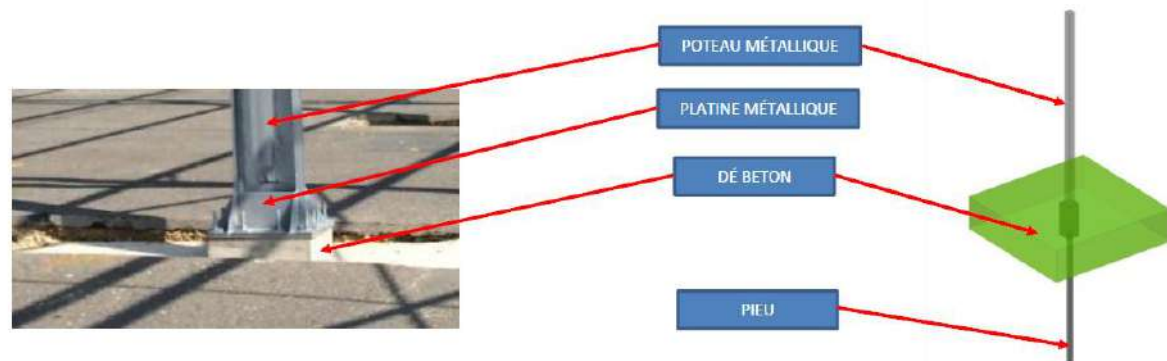 POTEAU MÉTALLIQUE
PLATINE MÉTALLIQUE
DÉ BETON
PIEU